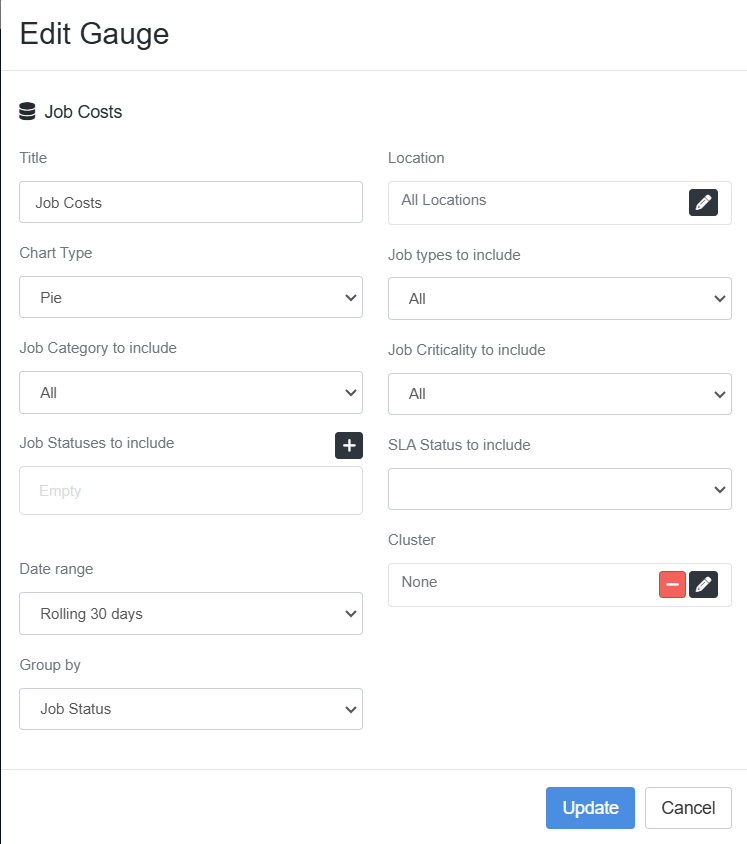 Edit Gauge
Job Costs
Title
Job Costs
Location
All Locations
Chart Type
Pie
Job types to include
All
Job Category to include
All
Job Criticality to include
All
Job Statuses to include
Empty
SLA Status to include
Cluster
None
Date range
Rolling 30 days
Group by
Job Status
Update
Cancel